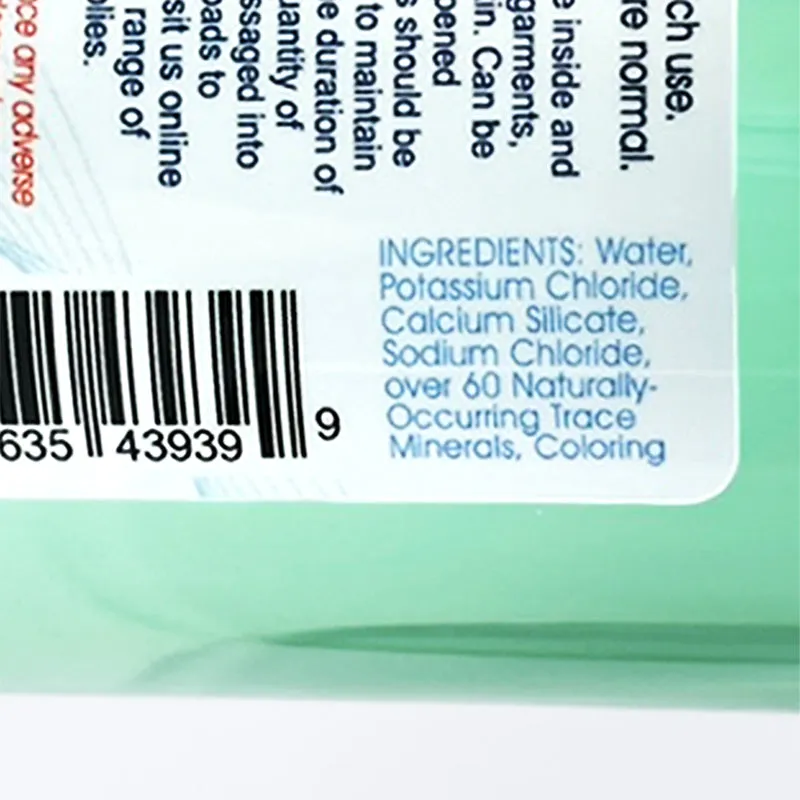 ch use.
re normal.
e inside and
garments,
in. Can be
pened
s should be
to maintain
e duration of
uantity of
ssaged into
pads to
sit us online
range of
plies.
ce any adverse
INGREDIENTS: Water,
Potassium Chloride,
Calcium Silicate,
Sodium Chloride,
over 60 Naturally-
Occurring Trace
Minerals, Coloring
635 43939 9